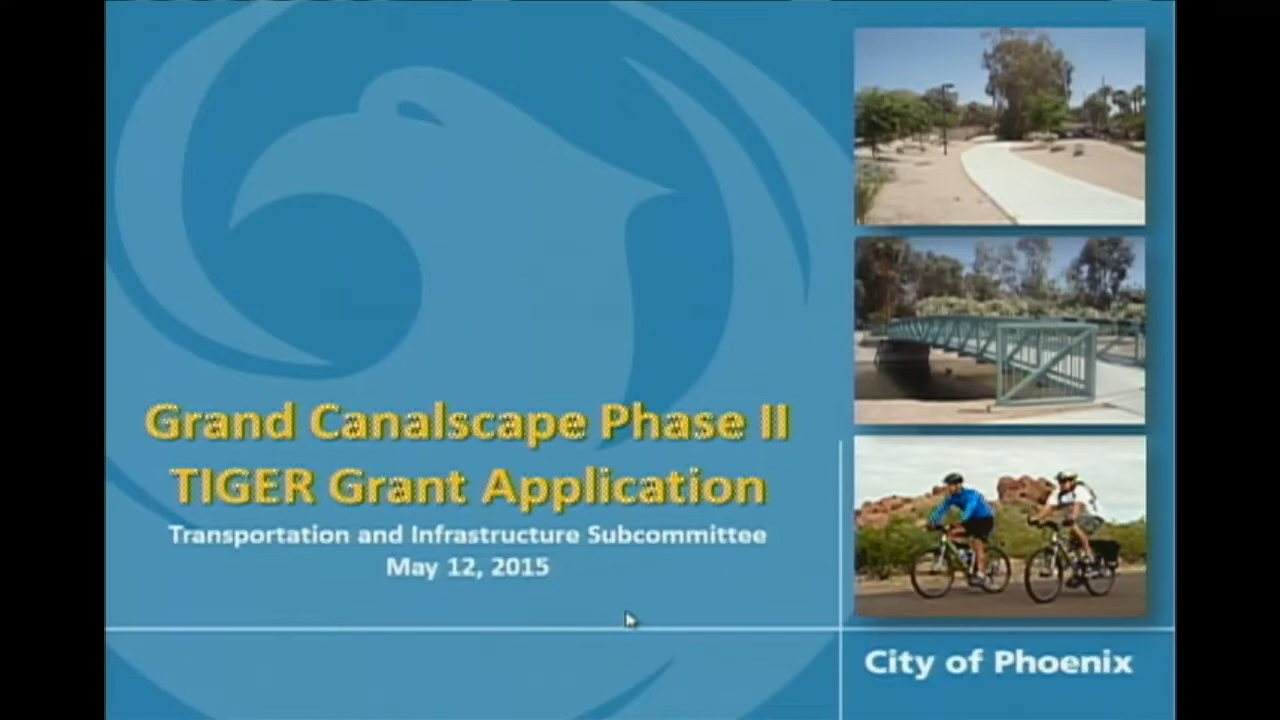 Grand Canalscape Phase II
TIGER Grant Application
Transportation and Infrastructure Subcommittee
May 12, 2015
City of Phoenix